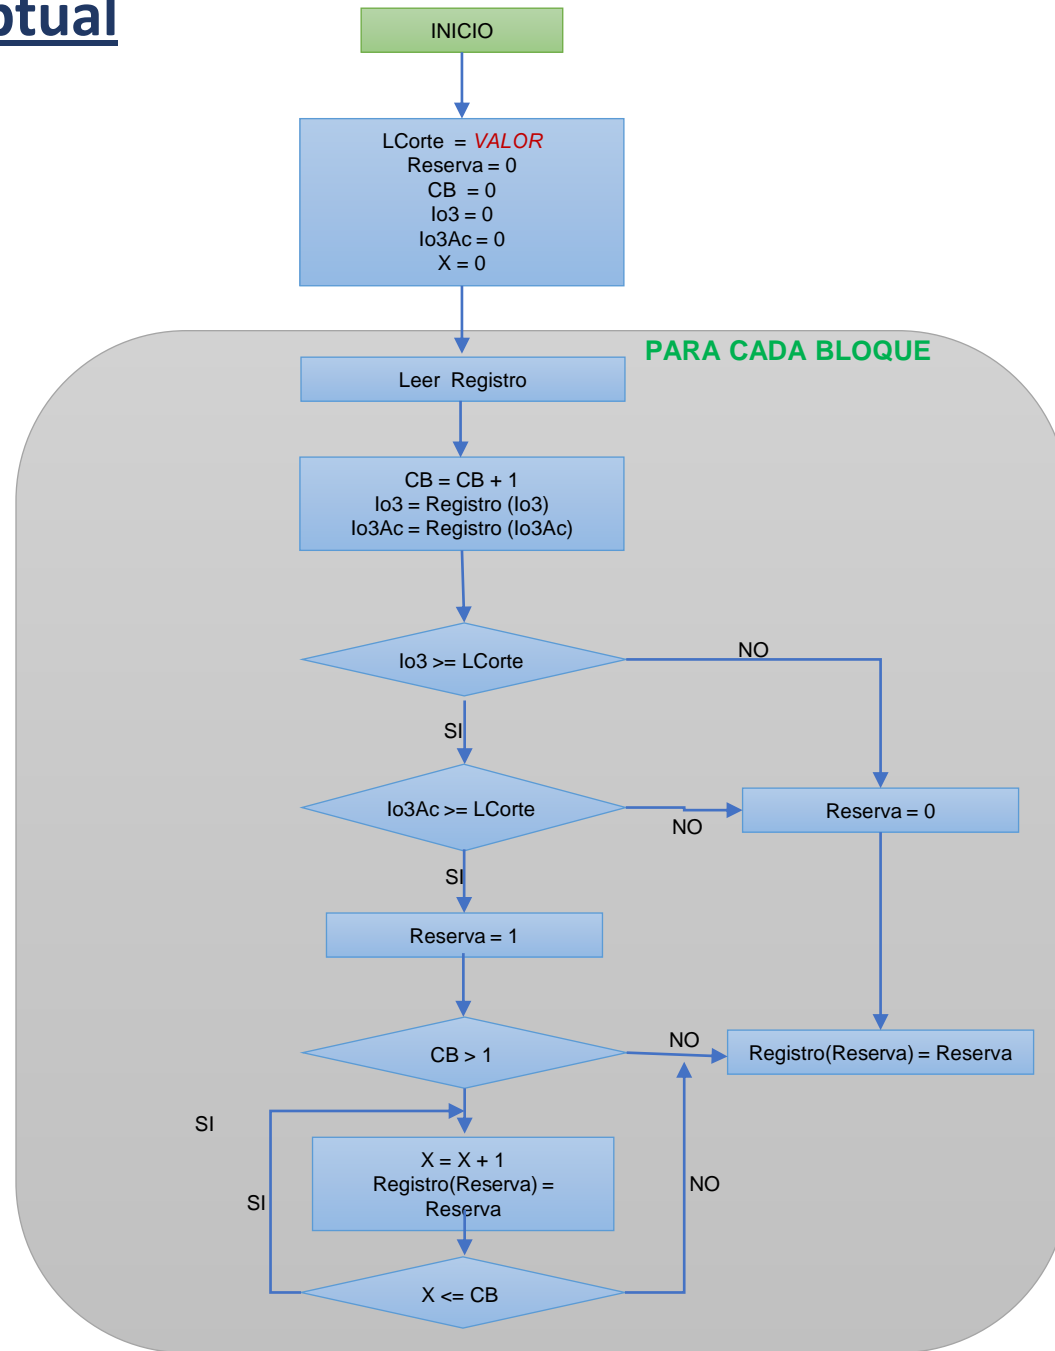 INICIO
LCorte = VALOR
Reserva = 0
CB = 0
Io3 = 0
Io3Ac = 0
X = 0
PARA CADA BLOQUE
Leer Registro
CB = CB + 1
Io3 = Registro (Io3)
Io3Ac = Registro (Io3Ac)
Io3 >= LCorte
NO
SI
Io3Ac >= LCorte
NO
Reserva = 0
SI
Reserva = 1
CB > 1
NO
Registro(Reserva) = Reserva
SI
X = X + 1
Registro(Reserva) =
Reserva
SI
NO
X <= CB